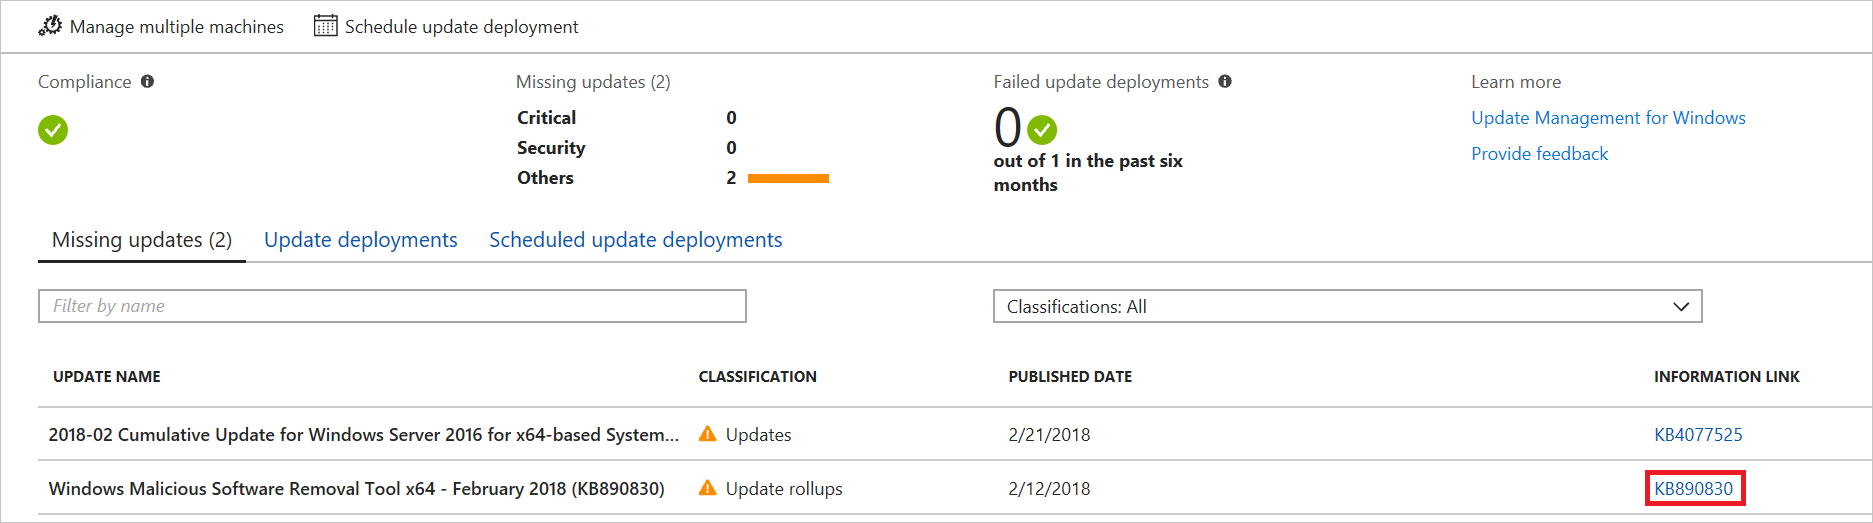 Manage multiple machines Schedule update deployment
Compliance Missing updates (2) Failed update deployments Learn more
Critical 0 0 Update Management for Windows
Security 0 out of 1 in the past six Provide feedback
Others 2 months
Missing updates (2) Update deployments Scheduled update deployments
Filter by name Classifications: All
UPDATE NAME CLASSIFICATION PUBLISHED DATE INFORMATION LINK
2018-02 Cumulative Update for Windows Server 2016 for x64-based System... Updates 2/21/2018 KB4077525
Windows Malicious Software Removal Tool x64 - February 2018 (KB890830) Update rollups 2/12/2018 KB890830